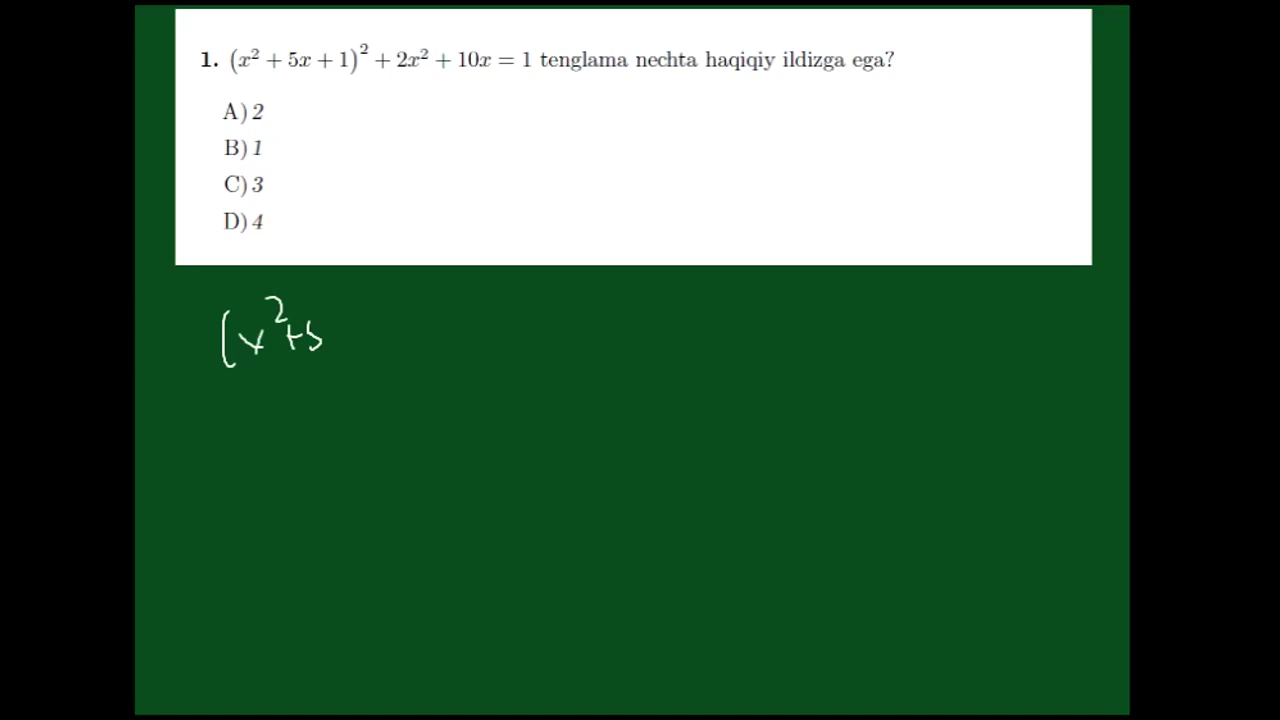 1. (x² + 5x + 1)² + 2x² + 10x = 1 tenglama nechta haqiqiy ildizga ega?
A) 2
B) 1
C) 3
D) 4
(x²+5